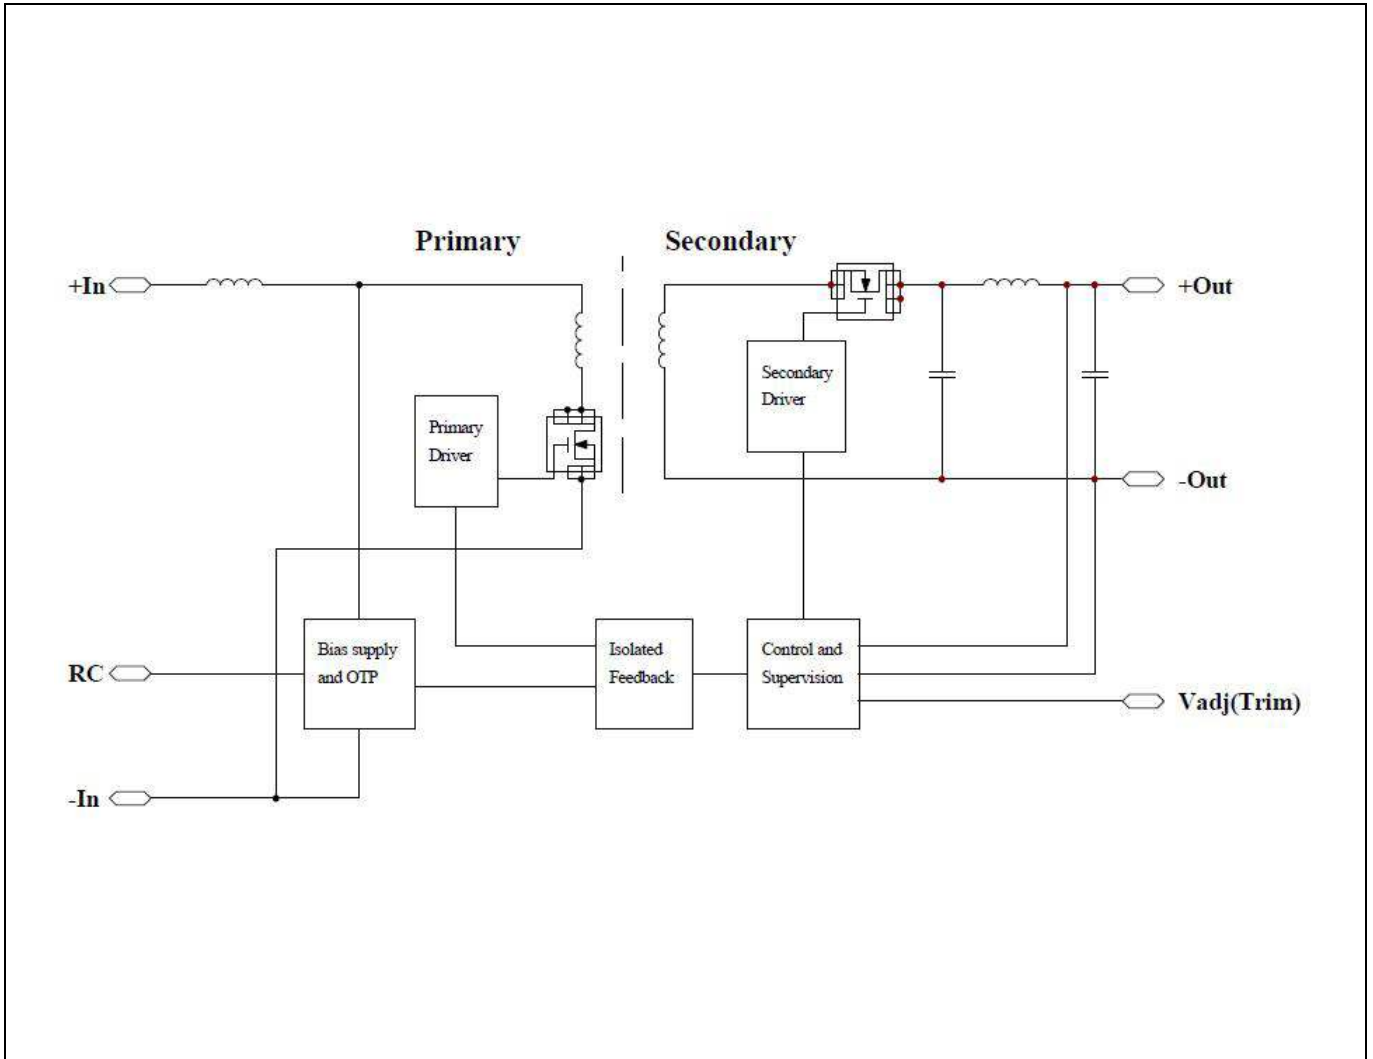 Primary
Secondary
+In
+Out
Secondary
Driver
Primary
Driver
-Out
Bias supply
and OTP
Isolated
Feedback
Control and
Supervision
RC
Vadj(Trim)
-In